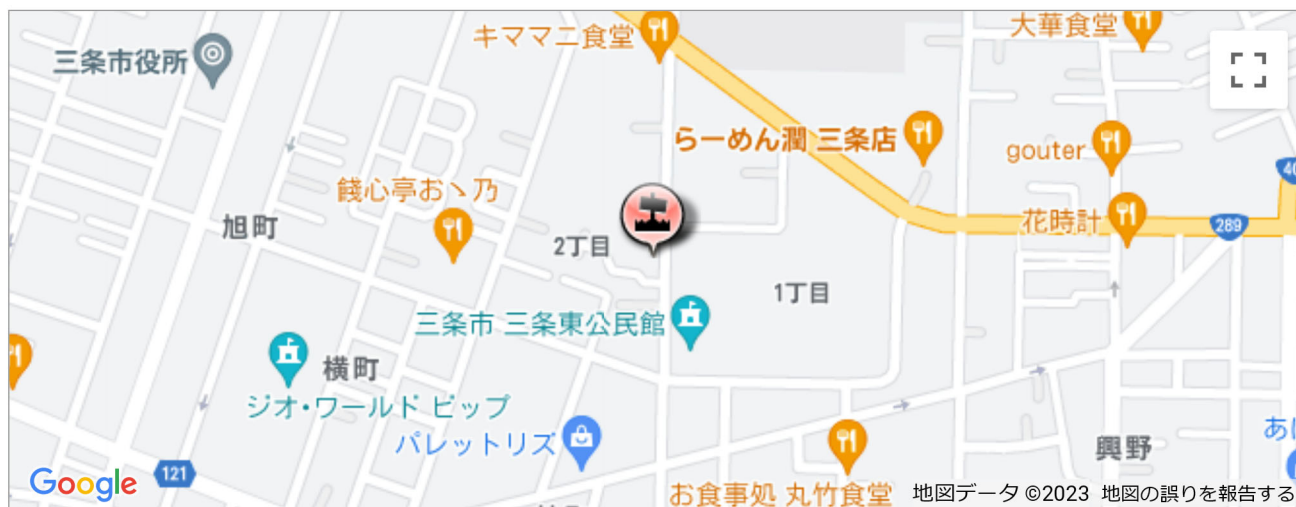 キママニ食堂
大華食堂
三条市役所
らーめん潤 三条店
gouter
餞心亭おゝ乃
旭町
2丁目
花時計
289
1丁目
三条市 三条東公民館
横町
ジオ・ワールド ビップ
パレットリズ
興野
121
Google
お食事処 丸竹食堂
地図データ ©2023 地図の誤りを報告する